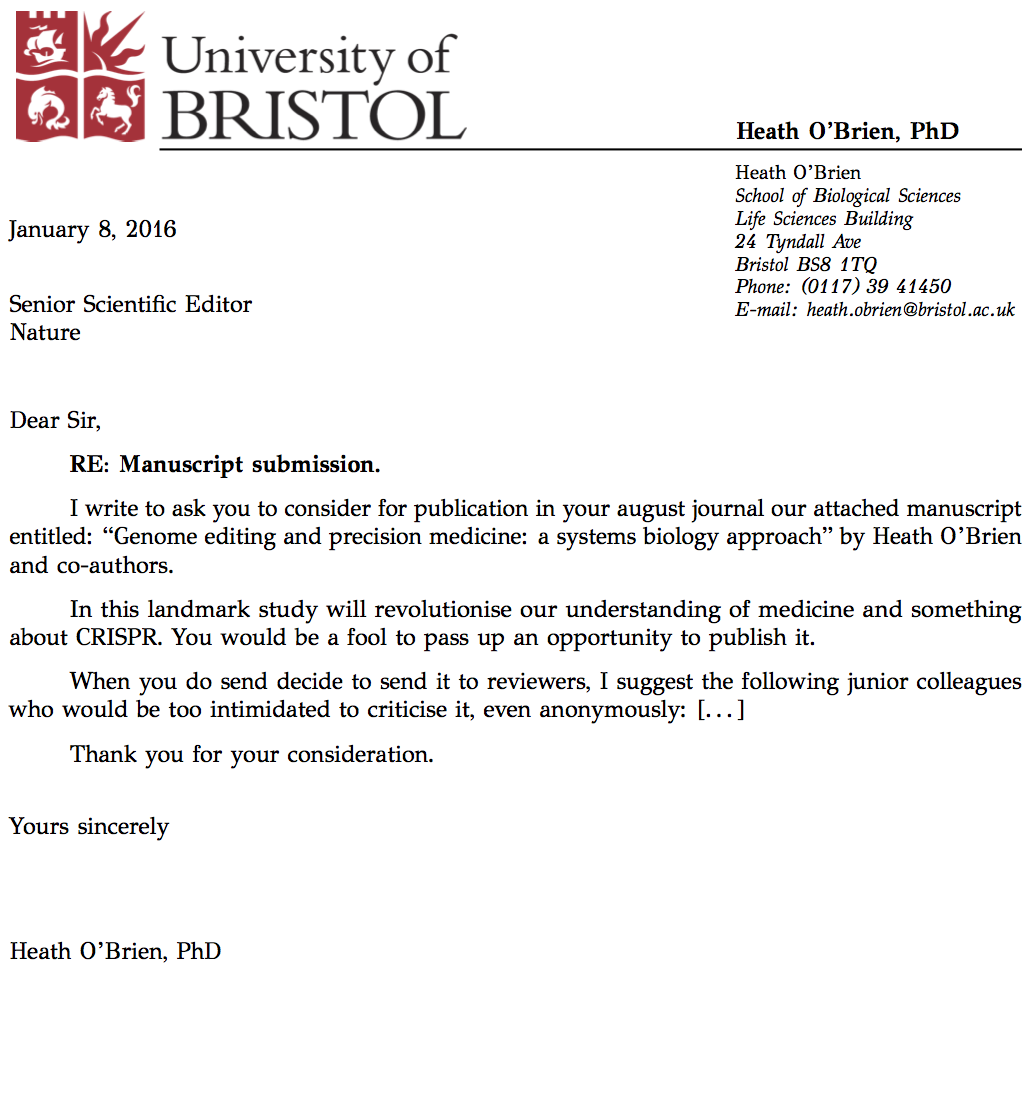 University of
BRISTOL
Heath O’Brien, PhD
Heath O’Brien
School of Biological Sciences
Life Sciences Building
24 Tyndall Ave
Bristol BS8 1TQ
Phone: (0117) 39 41450
E-mail: heath.obrien@bristol.ac.uk
January 8, 2016
Senior Scientific Editor
Nature
Dear Sir,
RE: Manuscript submission.
I write to ask you to consider for publication in your august journal our attached manuscript
entitled: “Genome editing and precision medicine: a systems biology approach” by Heath O’Brien
and co-authors.
In this landmark study will revolutionise our understanding of medicine and something
about CRISPR. You would be a fool to pass up an opportunity to publish it.
When you do send decide to send it to reviewers, I suggest the following junior colleagues
who would be too intimidated to criticise it, even anonymously: [...]
Thank you for your consideration.
Yours sincerely
Heath O’Brien, PhD